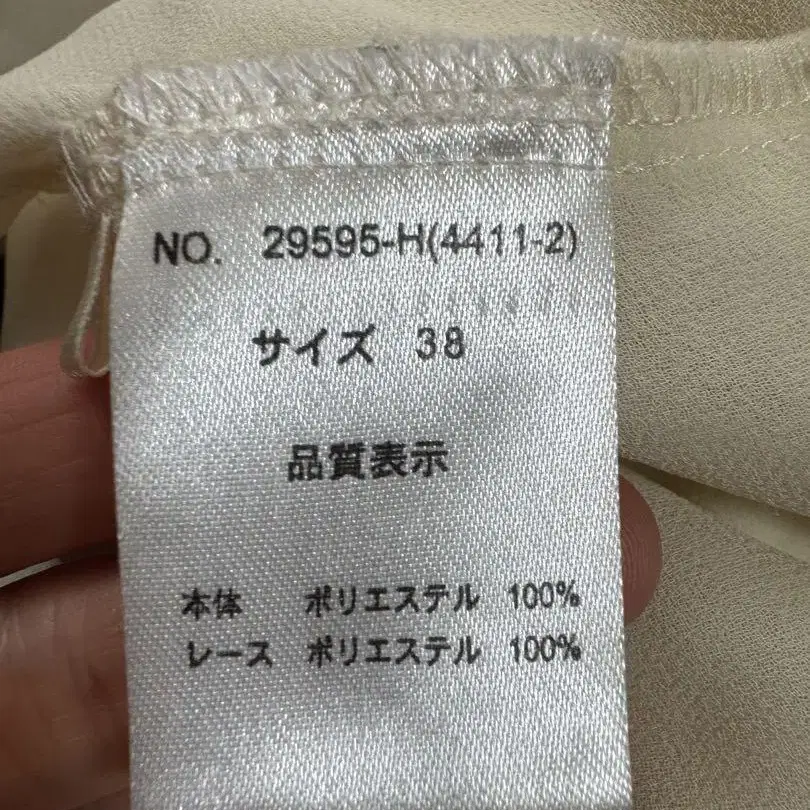 NO. 29595-H(4411-2)
サイズ 38
品質表示
本体 ポリエステル 100%
レース ポリエステル 100%